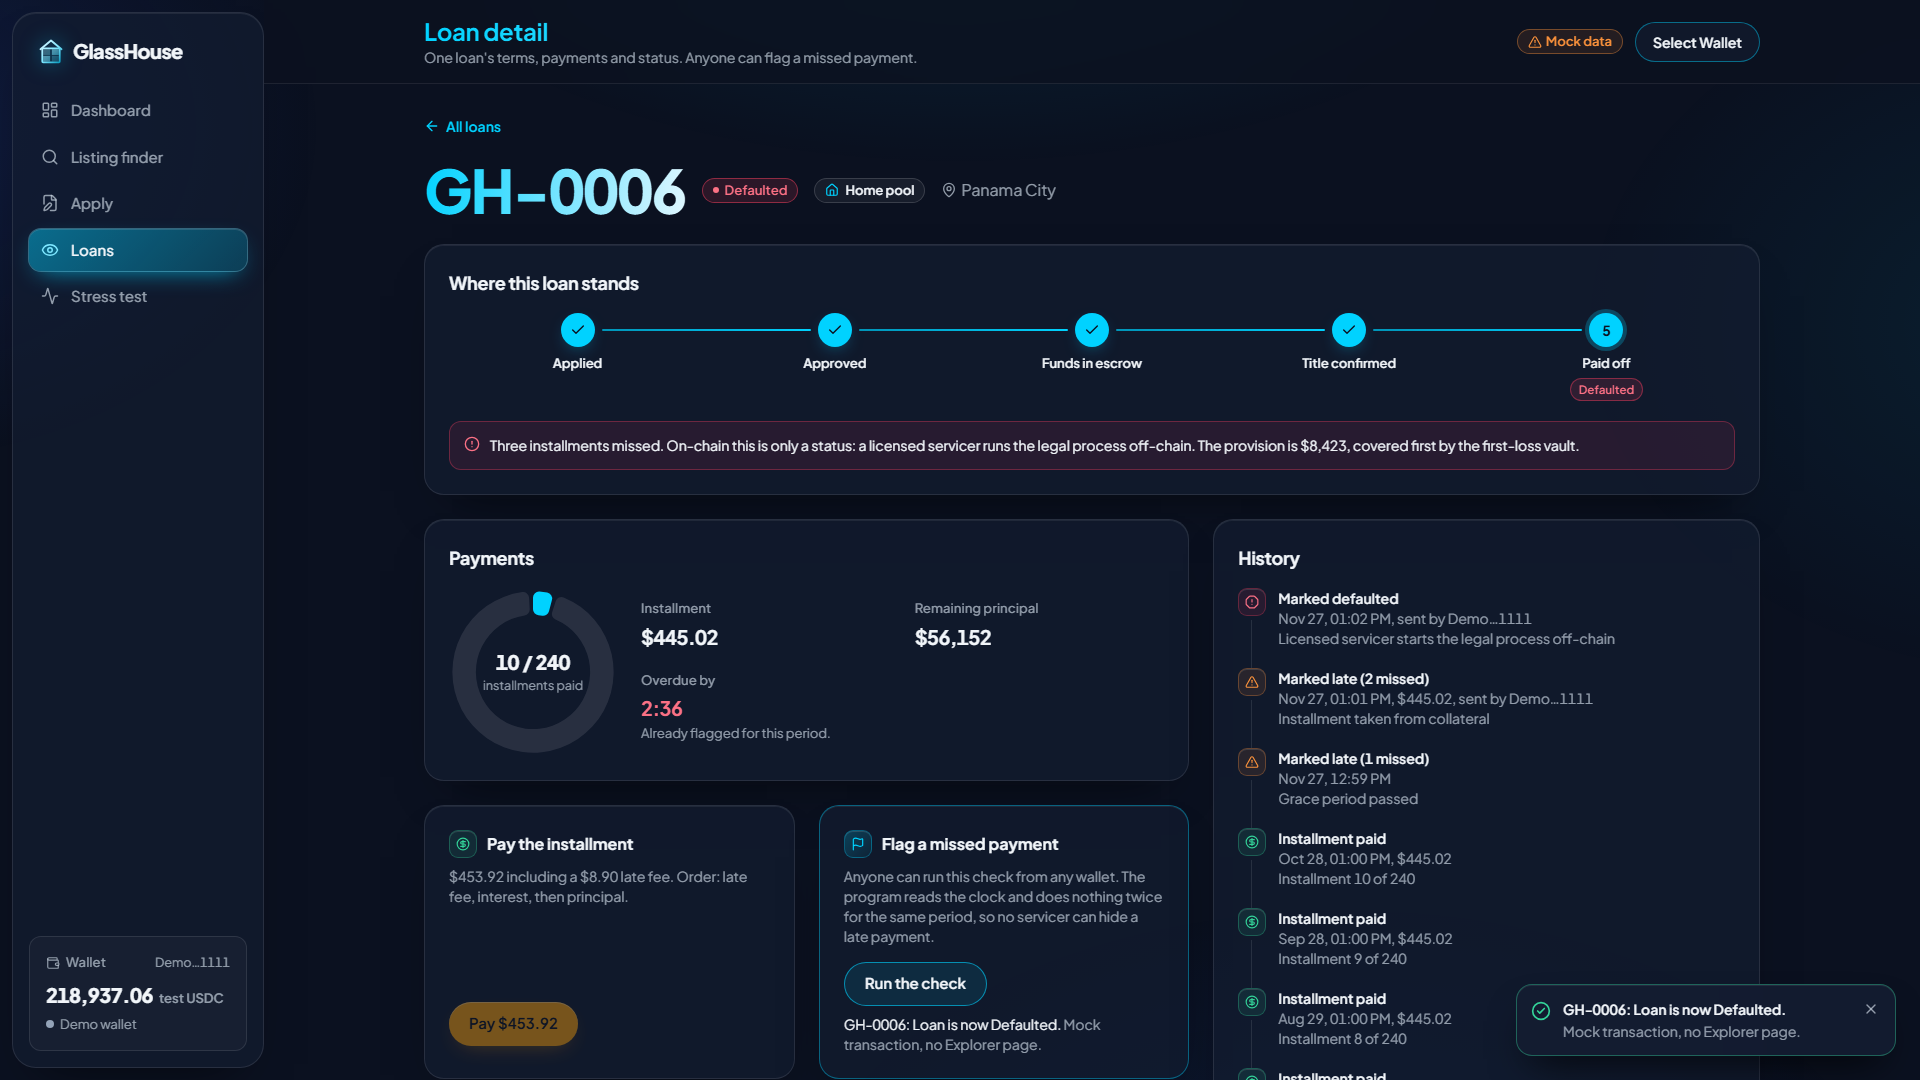 GlassHouse
Dashboard
Listing finder
Apply
Loans
Stress test
Wallet
Demo...1111
218,937.06 test USDC
Demo wallet
Loan detail
One loan's terms, payments and status. Anyone can flag a missed payment.
Mock data
Select Wallet
All loans
GH-0006
Defaulted
Home pool
Panama City
Where this loan stands
Applied
Approved
Funds in escrow
Title confirmed
5
Paid off
Defaulted
Three installments missed. On-chain this is only a status: a licensed servicer runs the legal process off-chain. The provision is $8,423, covered first by the first-loss vault.
Payments
10 / 240
installments paid
Installment
$445.02
Remaining principal
$56,152
Overdue by
2:36
Already flagged for this period.
Pay the installment
$453.92 including a $8.90 late fee. Order: late
fee, interest, then principal.
Pay $453.92
Flag a missed payment
Anyone can run this check from any wallet. The
program reads the clock and does nothing twice
for the same period, so no servicer can hide a
late payment.
Run the check
GH-0006: Loan is now Defaulted. Mock
transaction, no Explorer page.
History
Marked defaulted
Nov 27, 01:02 PM, sent by Demo...1111
Licensed servicer starts the legal process off-chain
Marked late (2 missed)
Nov 27, 01:01 PM, $445.02, sent by Demo...1111
Installment taken from collateral
Marked late (1 missed)
Nov 27, 12:59 PM
Grace period passed
Installment paid
Oct 28, 01:00 PM, $445.02
Installment 10 of 240
Installment paid
Sep 28, 01:00 PM, $445.02
Installment 9 of 240
Installment paid
Aug 29, 01:00 PM, $445.02
Installment 8 of 240
Installment paid
GH-0006: Loan is now Defaulted.
Mock transaction, no Explorer page.